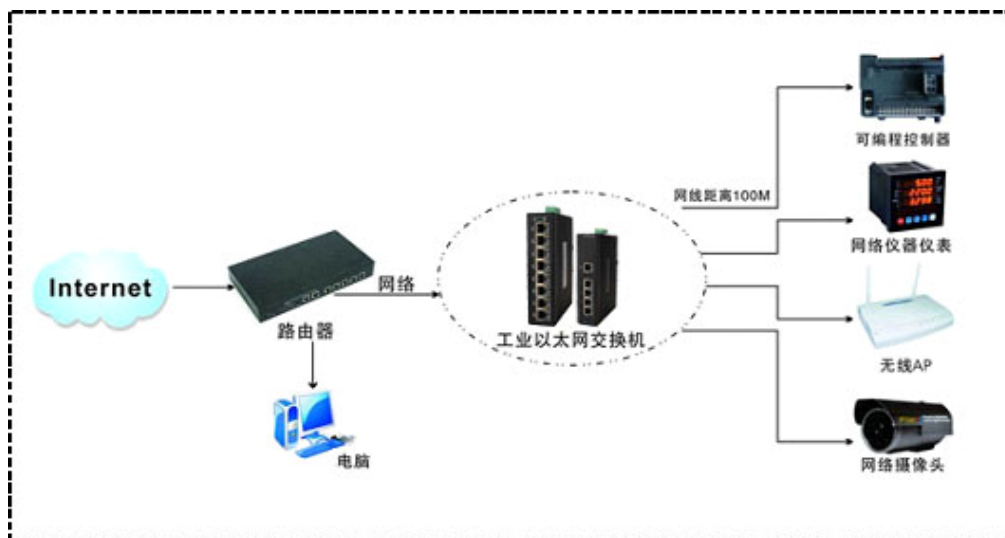 可编程控制器
网线距离100M
网络仪器仪表
Internet
网络
路由器
工业以太网交换机
无线AP
电脑
网络摄像头